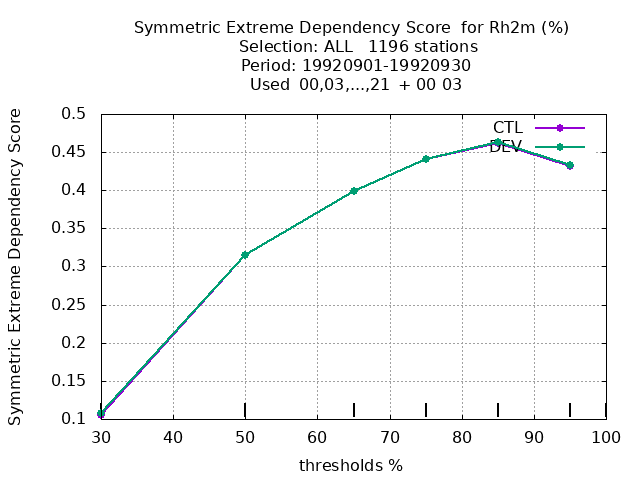 Symmetric Extreme Dependency Score  for Rh2m (%)
Selection: ALL   1196 stations
Period: 19920901-19920930
Used  00,03,...,21  + 00 03
Symmetric Extreme Dependency Score
0.5
0.45
0.4
0.35
0.3
0.25
0.2
0.15
0.1
CTL
DEV
30 40 50 60 70 80 90 100
thresholds %